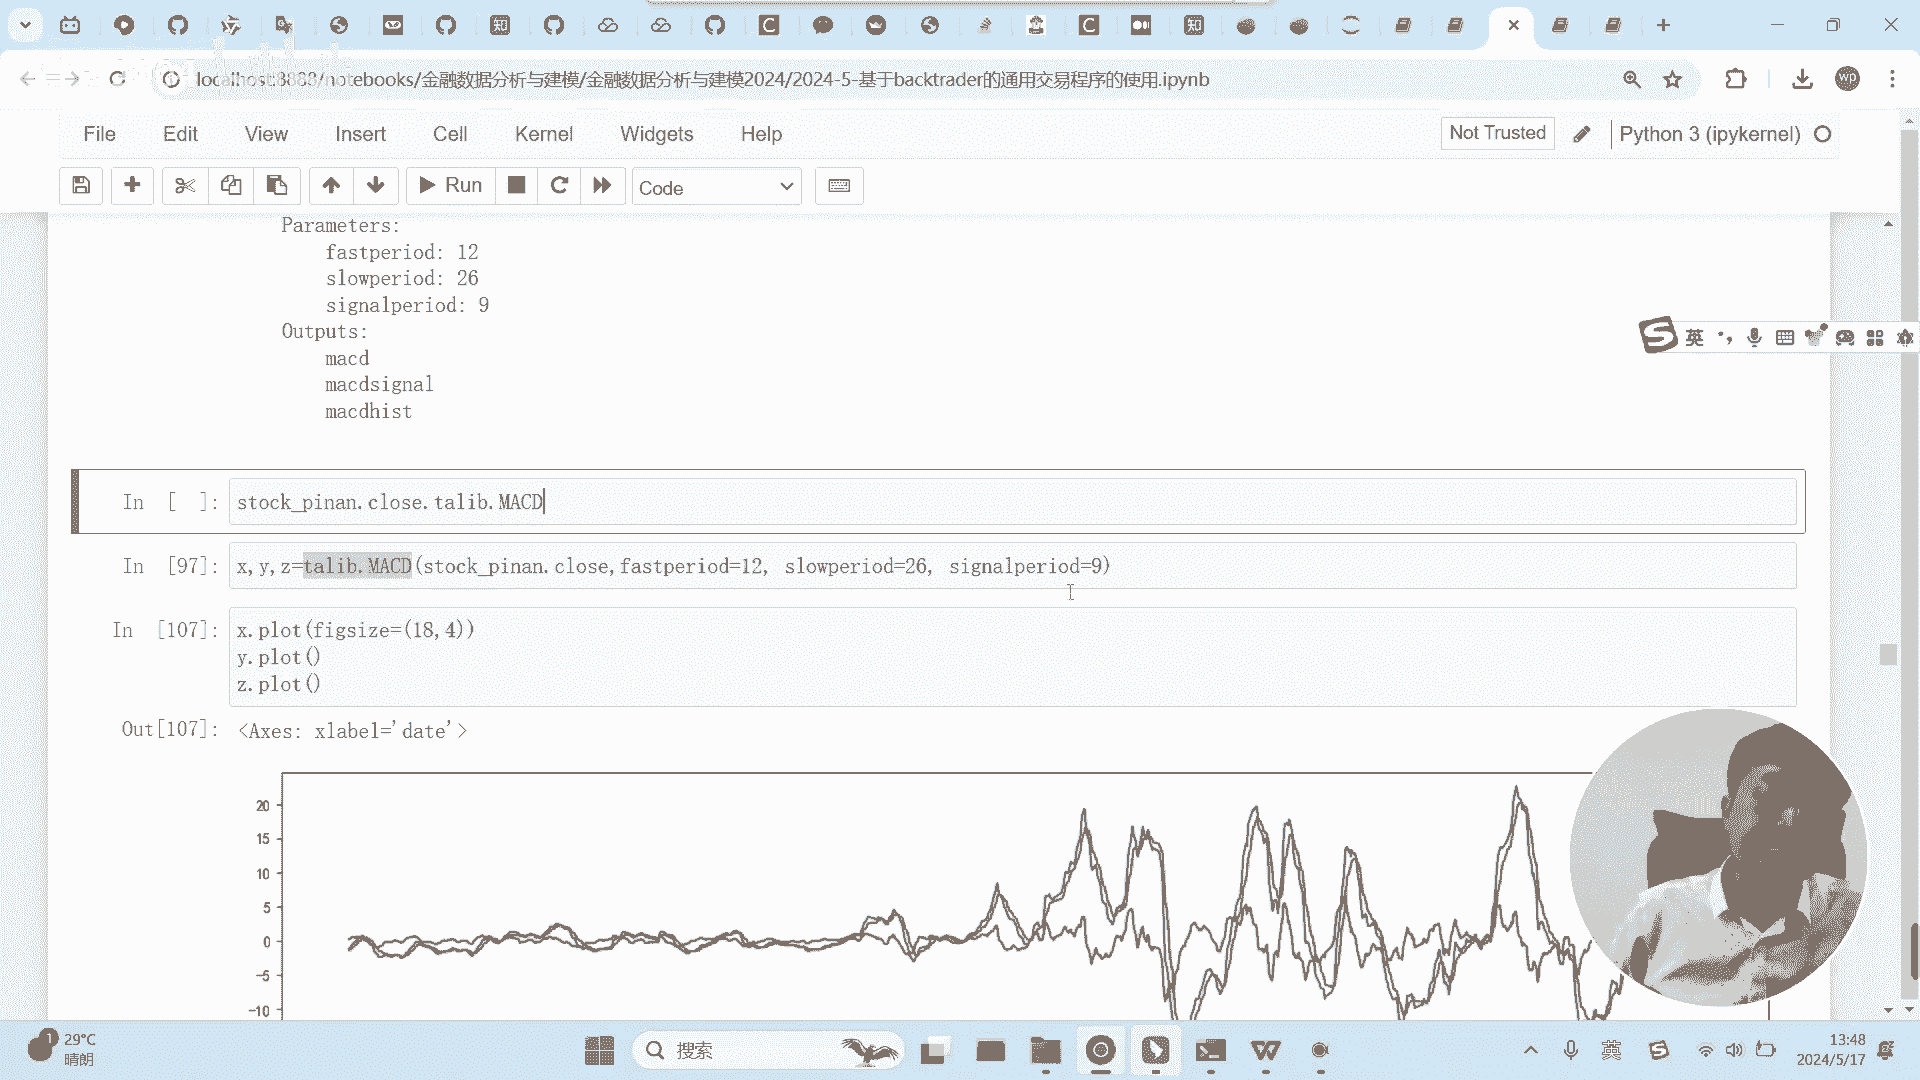 localhost:8888/notebooks/金融数据分析与建模/金融数据分析与建模2024/2024-5-基于backtrader的通用交易程序的使用.ipynb
wp
File Edit View Insert Cell Kernel Widgets Help Not Trusted Python 3 (ipykernel)
Run Code
Parameters:
fastperiod: 12
slowperiod: 26
signalperiod: 9
Outputs:
macd
macdsignal
macdhist
英
In [ ]: stock_pinan.close.talib.MACD
In [97]: x,y,z=talib.MACD(stock_pinan.close,fastperiod=12, slowperiod=26, signalperiod=9)
In [107]: x.plot(figsize=(18,4))
y.plot()
z.plot()
Out[107]: <Axes: xlabel='date'>
20
15
10
5
0
-5
-10
1
29°C
晴朗
搜索
英
13:48
2024/5/17